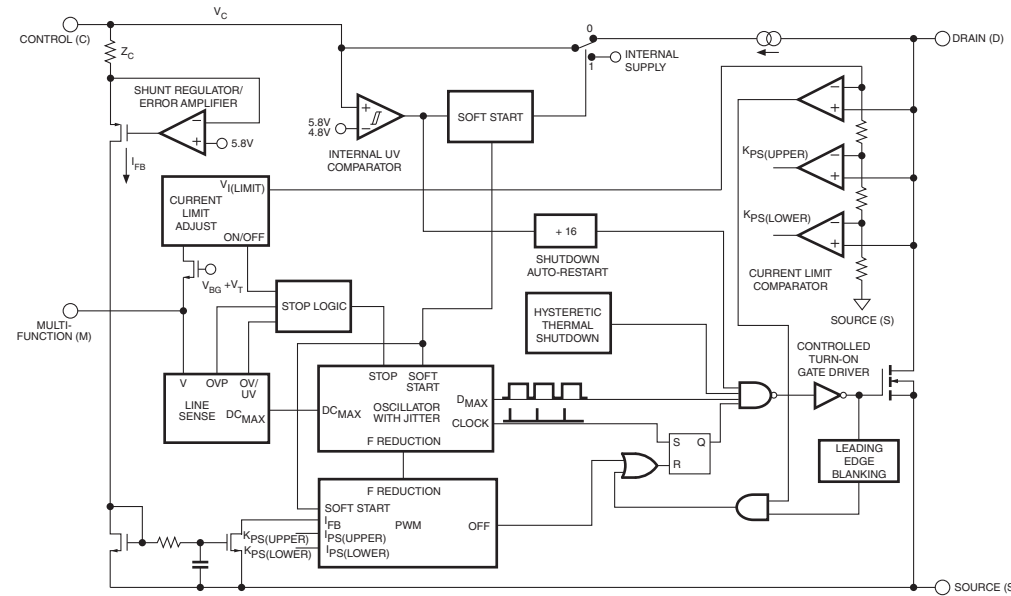 V_C
0
CONTROL (C)
DRAIN (D)
Z_C
1
INTERNAL
SUPPLY
SHUNT REGULATOR/
ERROR AMPLIFIER
+
−
−
+
5.8V
4.8V
5.8V
SOFT START
−
+
INTERNAL UV
COMPARATOR
I_FB
K_PS(UPPER)
−
+
V_I(LIMIT)
CURRENT
LIMIT
ADJUST
ON/OFF
K_PS(LOWER)
−
+
÷ 16
SHUTDOWN
AUTO-RESTART
CURRENT LIMIT
COMPARATOR
V_BG +V_T
STOP LOGIC
SOURCE (S)
MULTI-
FUNCTION (M)
HYSTERETIC
THERMAL
SHUTDOWN
CONTROLLED
TURN-ON
GATE DRIVER
V
OVP
OV/
UV
LINE
SENSE
DC_MAX
STOP
SOFT
START
DC_MAX
OSCILLATOR
WITH JITTER
D_MAX
CLOCK
F REDUCTION
S
Q
R
LEADING
EDGE
BLANKING
F REDUCTION
SOFT START
I_FB
PWM
OFF
K_PS(UPPER)
I_PS(UPPER)
K_PS(LOWER)
I_PS(LOWER)
SOURCE (S